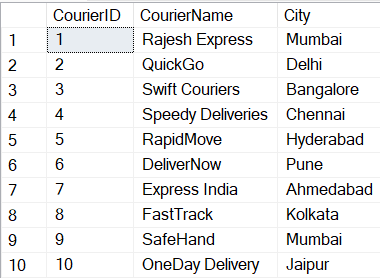 CourierID CourierName City
1 1 Rajesh Express Mumbai
2 2 QuickGo Delhi
3 3 Swift Couriers Bangalore
4 4 Speedy Deliveries Chennai
5 5 RapidMove Hyderabad
6 6 DeliverNow Pune
7 7 Express India Ahmedabad
8 8 FastTrack Kolkata
9 9 SafeHand Mumbai
10 10 OneDay Delivery Jaipur